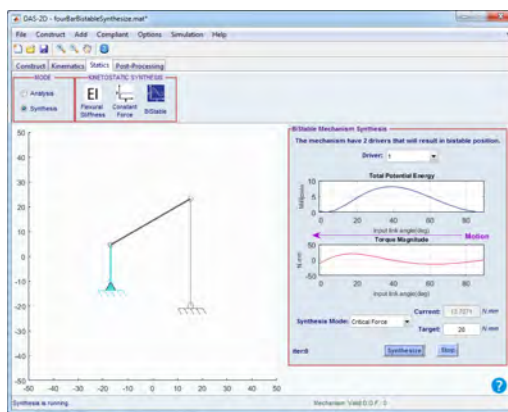 DAS-2D - fourBarBistableSynthesize.mat*
File Construct Add Compliant Options Simulation Help
Construct Kinematics Statics Post-Processing
MODE
Analysis
Synthesis
KINETOSTATIC SYNTHESIS
EI
Flexural Stiffness
Constant Force
BiStable
50
40
30
20
10
0
-10
-20
-30
-40
-50
-50 -40 -30 -20 -10 0 10 20 30 40 50
BiStable Mechanism Synthesis
The mechanism have 2 drivers that will result in bistable position.
Driver: 1
Total Potential Energy
10
5
0
0 20 40 60 80
Input link angle(deg)
Motion
Torque Magnitude
50
0
-50
N-mm
0 20 40 60 80
Input link angle(deg)
Synthesis Mode: Critical Force
Current: N mm
Target: 20 N mm
Iter:0
Synthesize Stop
Synthesis is running.
Mechanism: Valid D.O.F.: 0